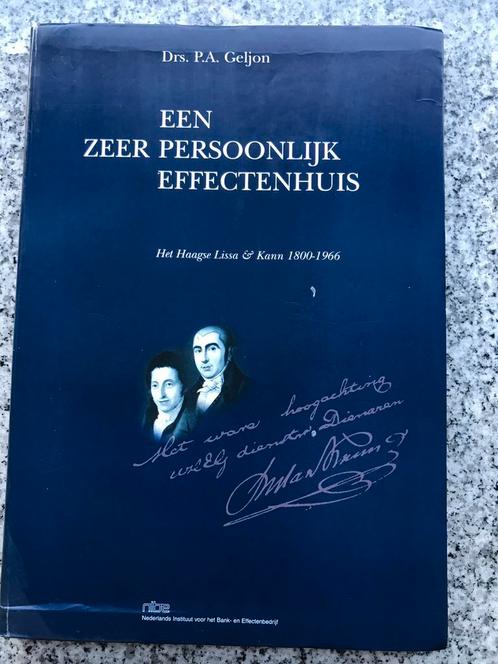 Drs. P.A. Geljon
EEN
ZEER PERSOONLIJK
EFFECTENHUIS
Het Haagse Lissa & Kann 1800-1966
Met ware hoogachting
UwEG dienstw. Dienaren
nibe
Nederlands Instituut voor het Bank- en Effectenbedrijf